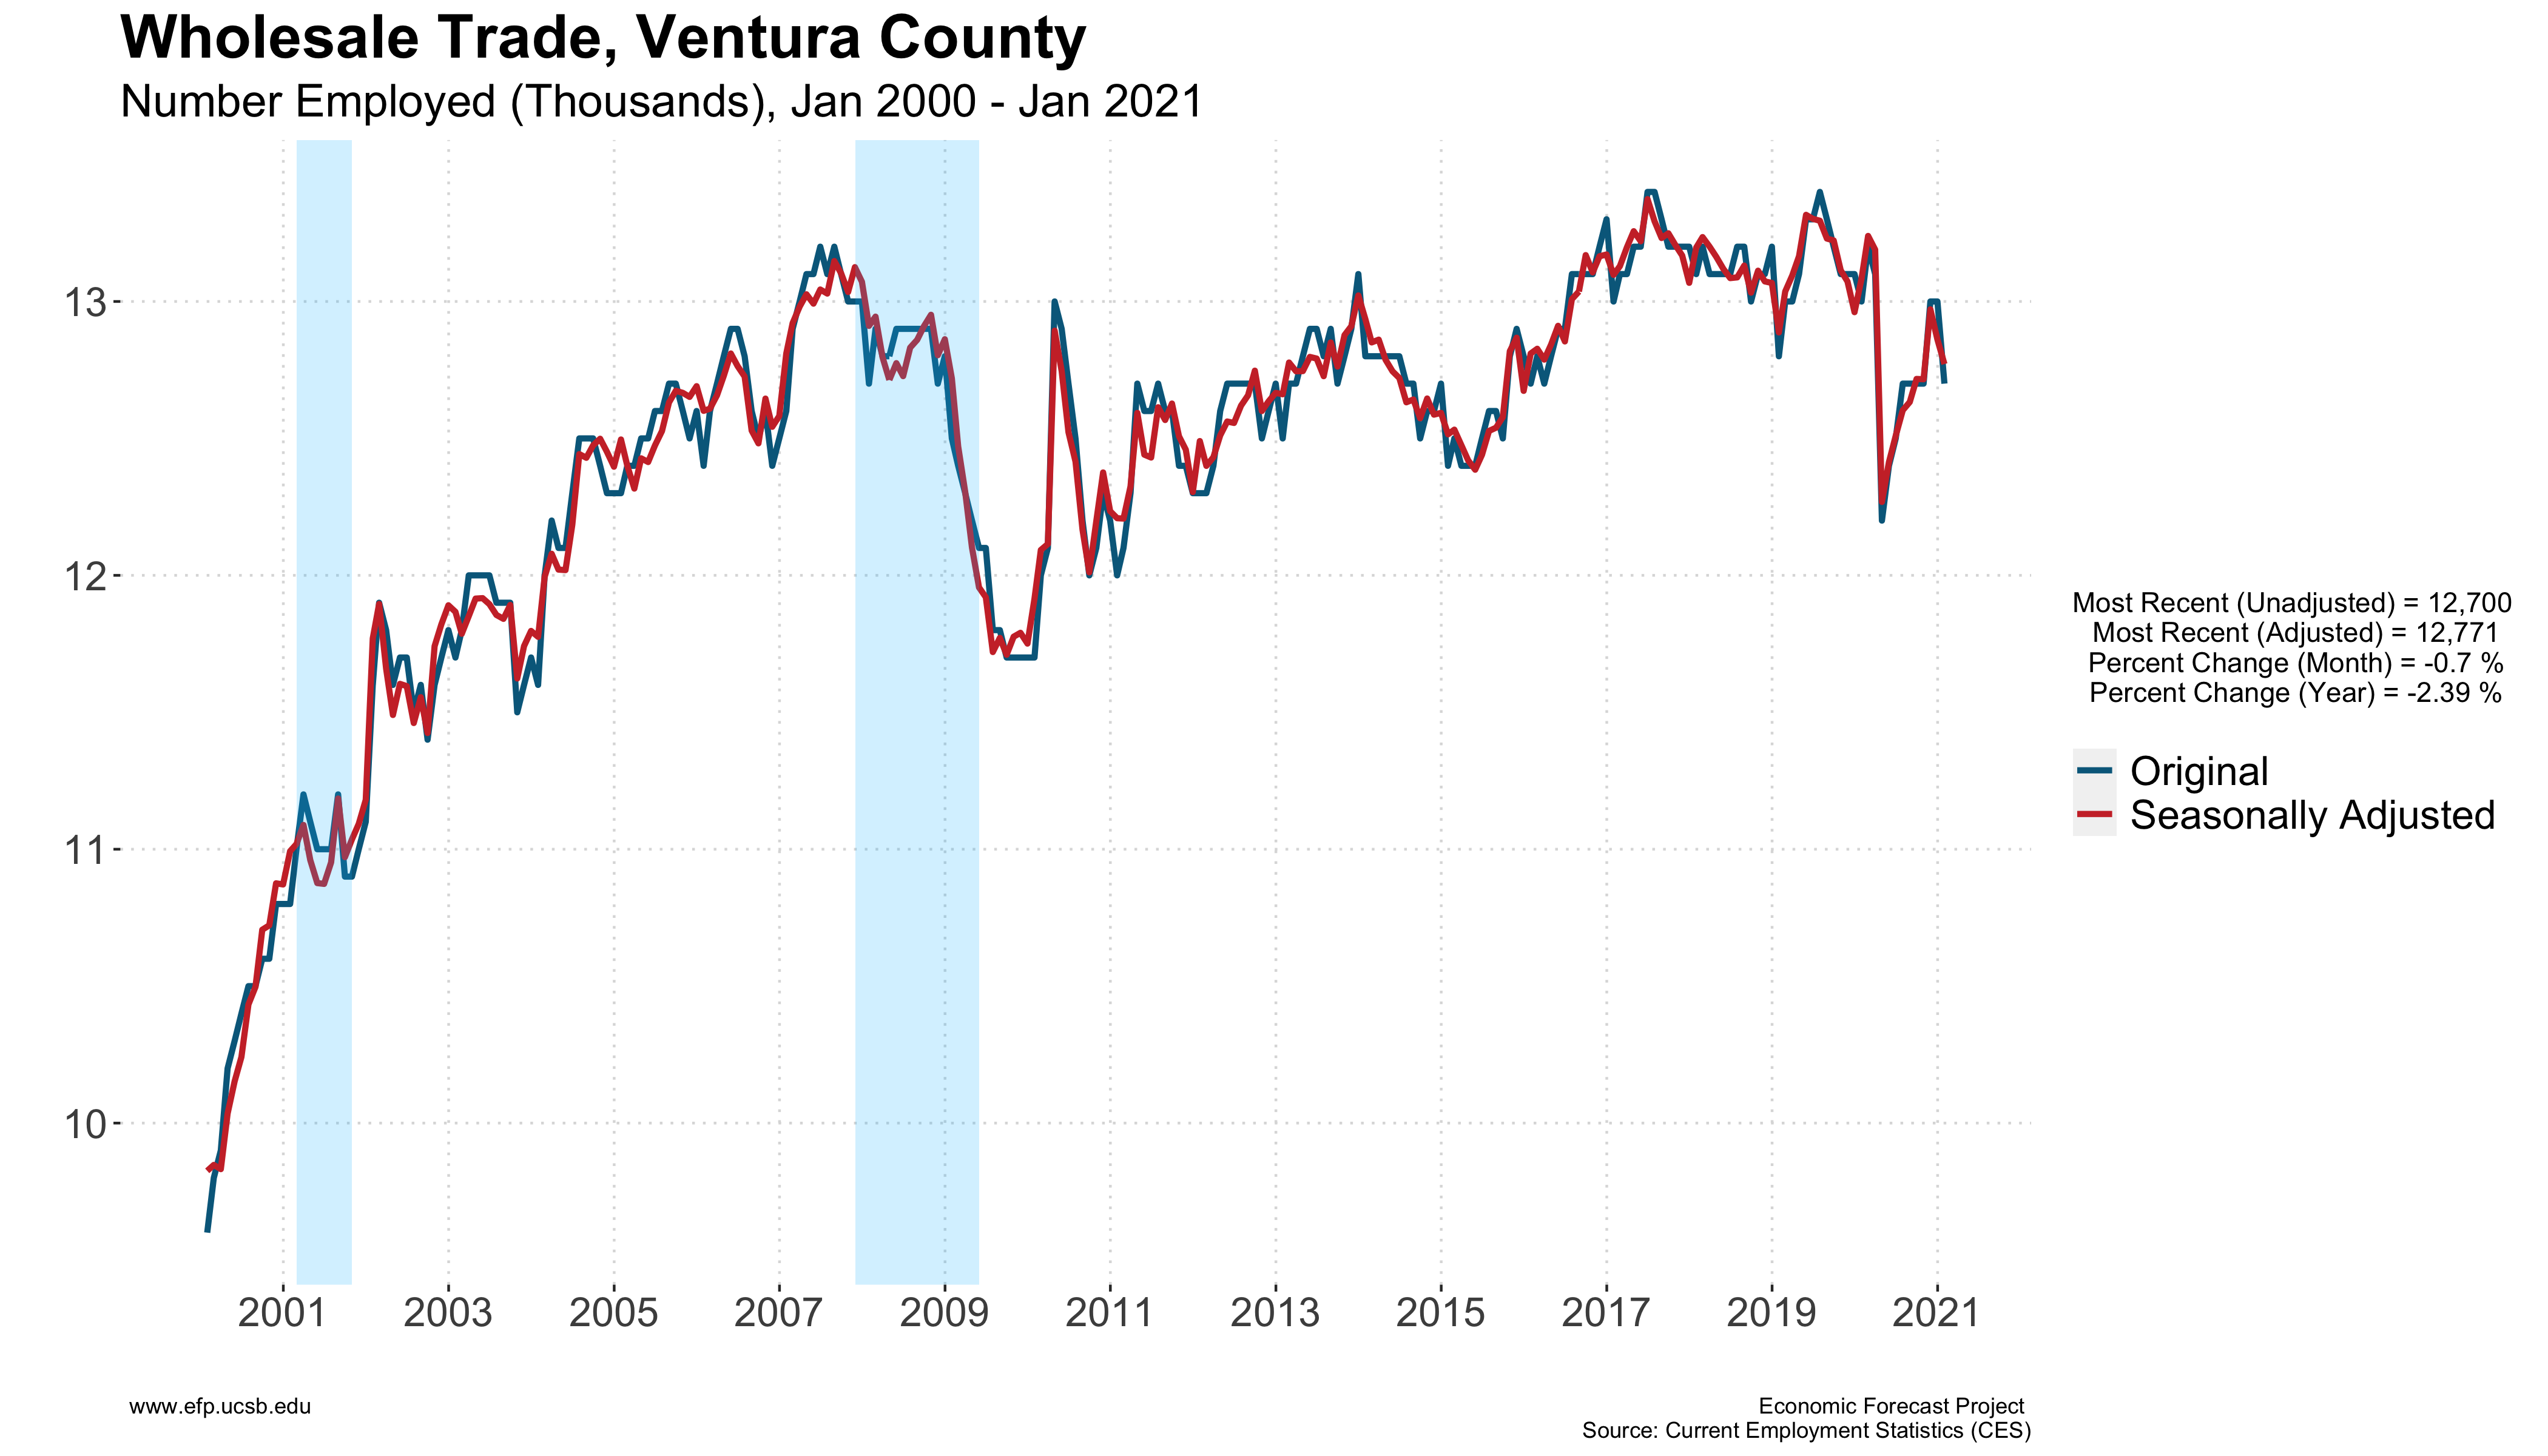 Wholesale Trade, Ventura County
Number Employed (Thousands), Jan 2000 - Jan 2021
13
12
11
10
2001 2003 2005 2007 2009 2011 2013 2015 2017 2019 2021
Most Recent (Unadjusted) = 12,700
Most Recent (Adjusted) = 12,771
Percent Change (Month) = -0.7 %
Percent Change (Year) = -2.39 %
Original
Seasonally Adjusted
www.efp.ucsb.edu
Economic Forecast Project
Source: Current Employment Statistics (CES)